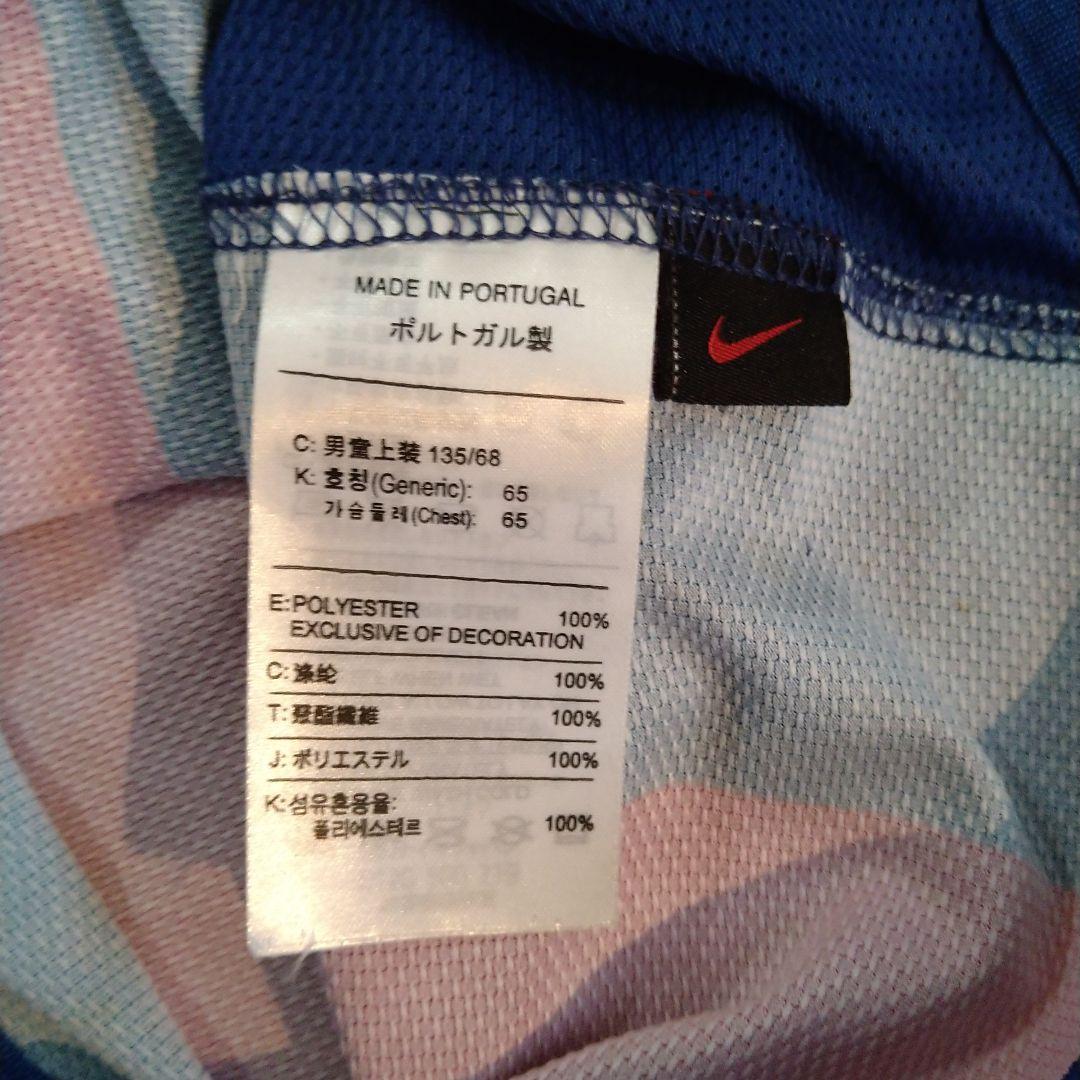 MADE IN PORTUGAL
ポルトガル製
C: 男童上装 135/68
K: 호칭(Generic): 65
가슴둘레(Chest): 65
E:POLYESTER 100%
EXCLUSIVE OF DECORATION
C:涤纶 100%
T:聚酯纖維 100%
J:ポリエステル 100%
K:섬유혼용율:
폴리에스테르 100%